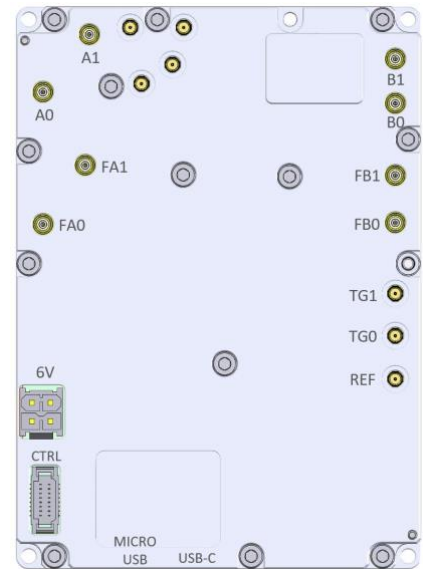 A1
B1
A0
B0
FA1
FB1
FA0
FB0
TG1
TG0
6V
REF
CTRL
MICRO
USB
USB-C